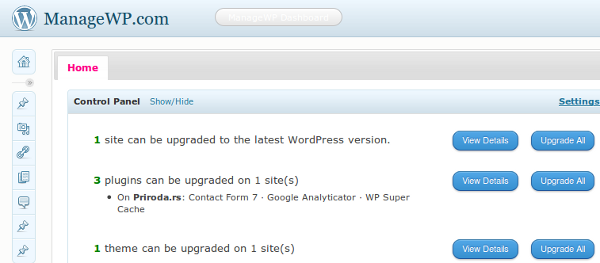 ManageWP.com
ManageWP Dashboard
Home
Control Panel Show/Hide Settings
1 site can be upgraded to the latest WordPress version. View Details Upgrade All
3 plugins can be upgraded on 1 site(s) View Details Upgrade All
• On Priroda.rs: Contact Form 7 · Google Analyticator · WP Super
Cache
1 theme can be upgraded on 1 site(s) View Details Upgrade All